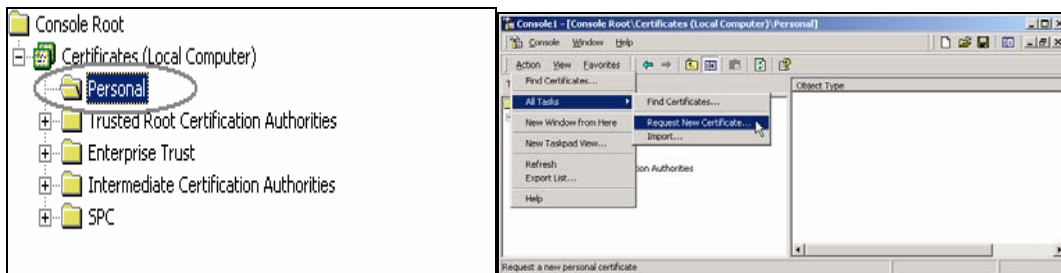 Console Root
Certificates (Local Computer)
Personal
Trusted Root Certification Authorities
Enterprise Trust
Intermediate Certification Authorities
SPC
Console1 - [Console Root\Certificates (Local Computer)\Personal]
Console Window Help
Action View Favorites
Find Certificates...
Object Type
All Tasks
Find Certificates...
New Window from Here
Request New Certificate...
Import...
New Taskpad View...
Refresh
ion Authorities
Export List...
Help
Request a new personal certificate